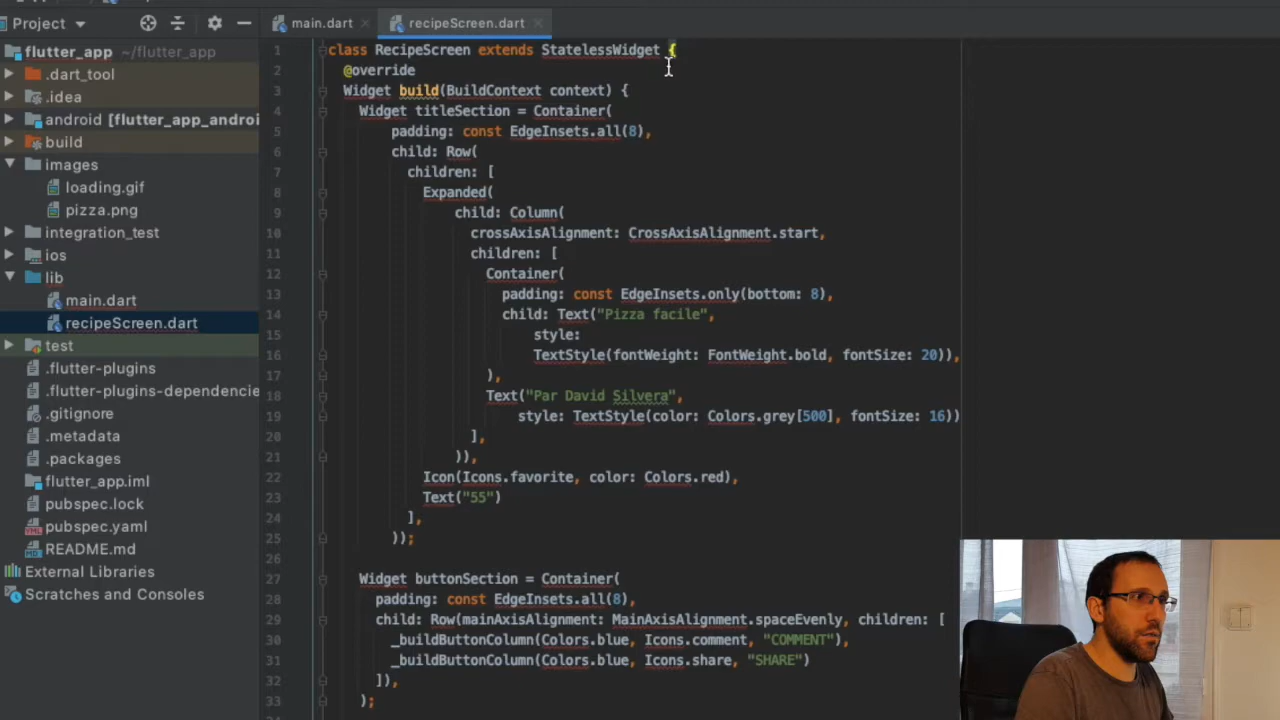 Project
main.dart
recipeScreen.dart
flutter_app ~/flutter_app
.dart_tool
.idea
android [flutter_app_androi
build
images
loading.gif
pizza.png
integration_test
ios
lib
main.dart
recipeScreen.dart
test
.flutter-plugins
.flutter-plugins-dependencie
.gitignore
.metadata
.packages
flutter_app.iml
pubspec.lock
pubspec.yaml
README.md
External Libraries
Scratches and Consoles
1 class RecipeScreen extends StatelessWidget {
2 @override
3 Widget build(BuildContext context) {
4 Widget titleSection = Container(
5 padding: const EdgeInsets.all(8),
6 child: Row(
7 children: [
8 Expanded(
9 child: Column(
10 crossAxisAlignment: CrossAxisAlignment.start,
11 children: [
12 Container(
13 padding: const EdgeInsets.only(bottom: 8),
14 child: Text("Pizza facile",
15 style:
16 TextStyle(fontWeight: FontWeight.bold, fontSize: 20)),
17 ),
18 Text("Par David Silvera",
19 style: TextStyle(color: Colors.grey[500], fontSize: 16))
20 ],
21 )),
22 Icon(Icons.favorite, color: Colors.red),
23 Text("55")
24 ],
25 ));
26
27 Widget buttonSection = Container(
28 padding: const EdgeInsets.all(8),
29 child: Row(mainAxisAlignment: MainAxisAlignment.spaceEvenly, children: [
30 _buildButtonColumn(Colors.blue, Icons.comment, "COMMENT"),
31 _buildButtonColumn(Colors.blue, Icons.share, "SHARE")
32 ]),
33 );